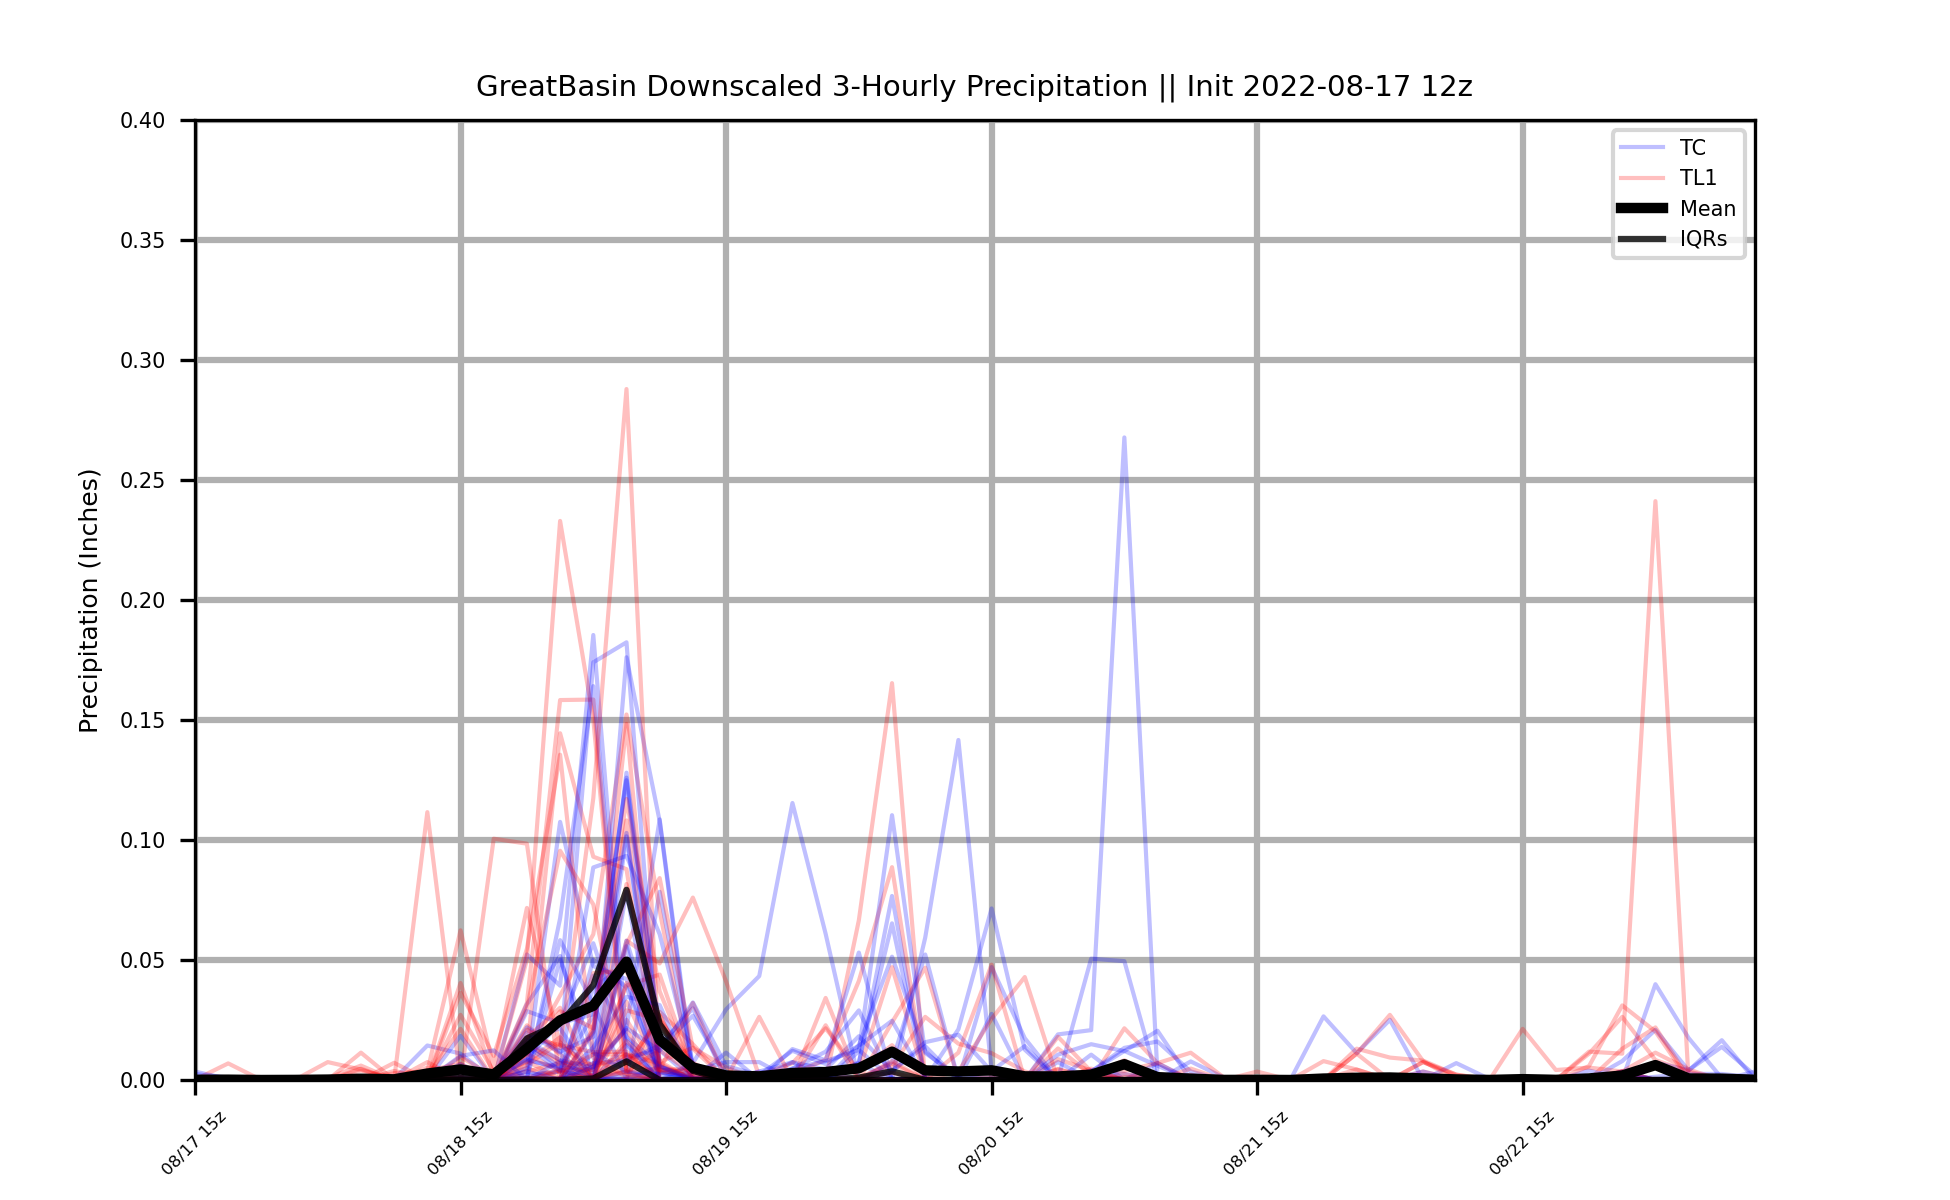 GreatBasin Downscaled 3-Hourly Precipitation || Init 2022-08-17 12z
0.40
0.35
0.30
0.25
0.20
0.15
0.10
0.05
0.00
Precipitation (Inches)
TC
TL1
Mean
IQRs
08/17 15z
08/18 15z
08/19 15z
08/20 15z
08/21 15z
08/22 15z